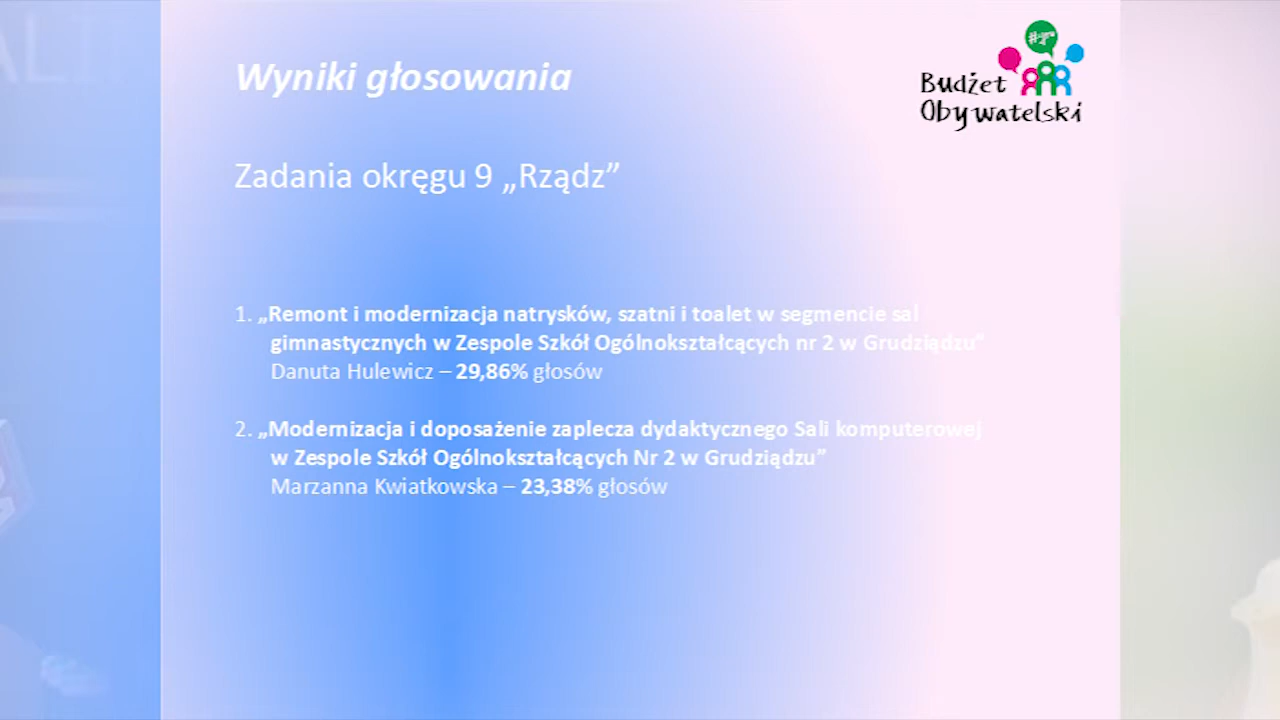 Wyniki głosowania
#gru
Budżet
Obywatelski
Zadania okręgu 9 „Rządz”
1. „Remont i modernizacja natrysków, szatni i toalet w segmencie sal
gimnastycznych w Zespole Szkół Ogólnokształcących nr 2 w Grudziądzu”
Danuta Hulewicz – 29,86% głosów
2. „Modernizacja i doposażenie zaplecza dydaktycznego Sali komputerowej
w Zespole Szkół Ogólnokształcących Nr 2 w Grudziądzu”
Marzanna Kwiatkowska – 23,38% głosów